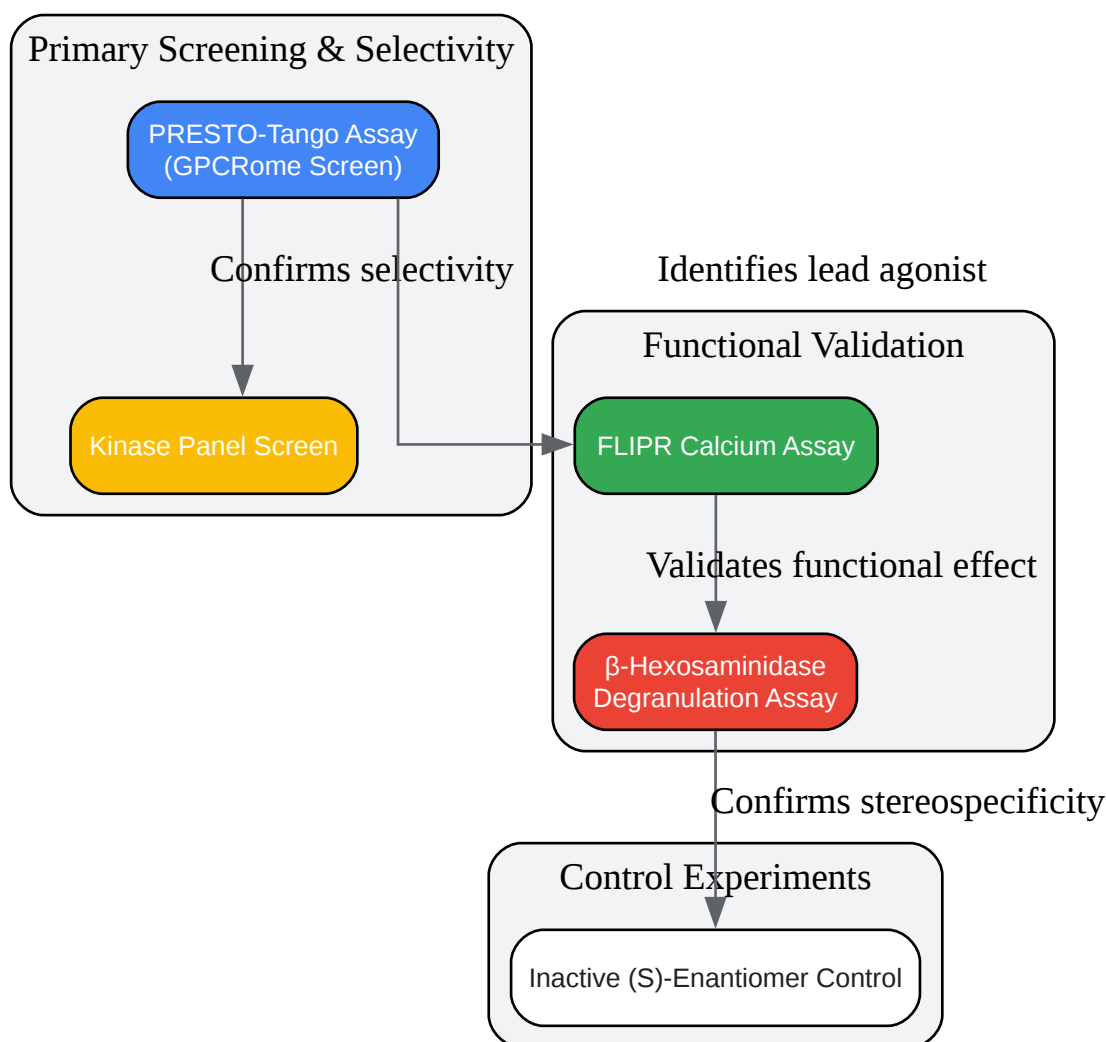 Primary Screening & Selectivity
PRESTO-Tango Assay
(GPCRome Screen)
Confirms selectivity
Identifies lead agonist
Functional Validation
Kinase Panel Screen
FLIPR Calcium Assay
Validates functional effect
β-Hexosaminidase
Degranulation Assay
Confirms stereospecificity
Control Experiments
Inactive (S)-Enantiomer Control